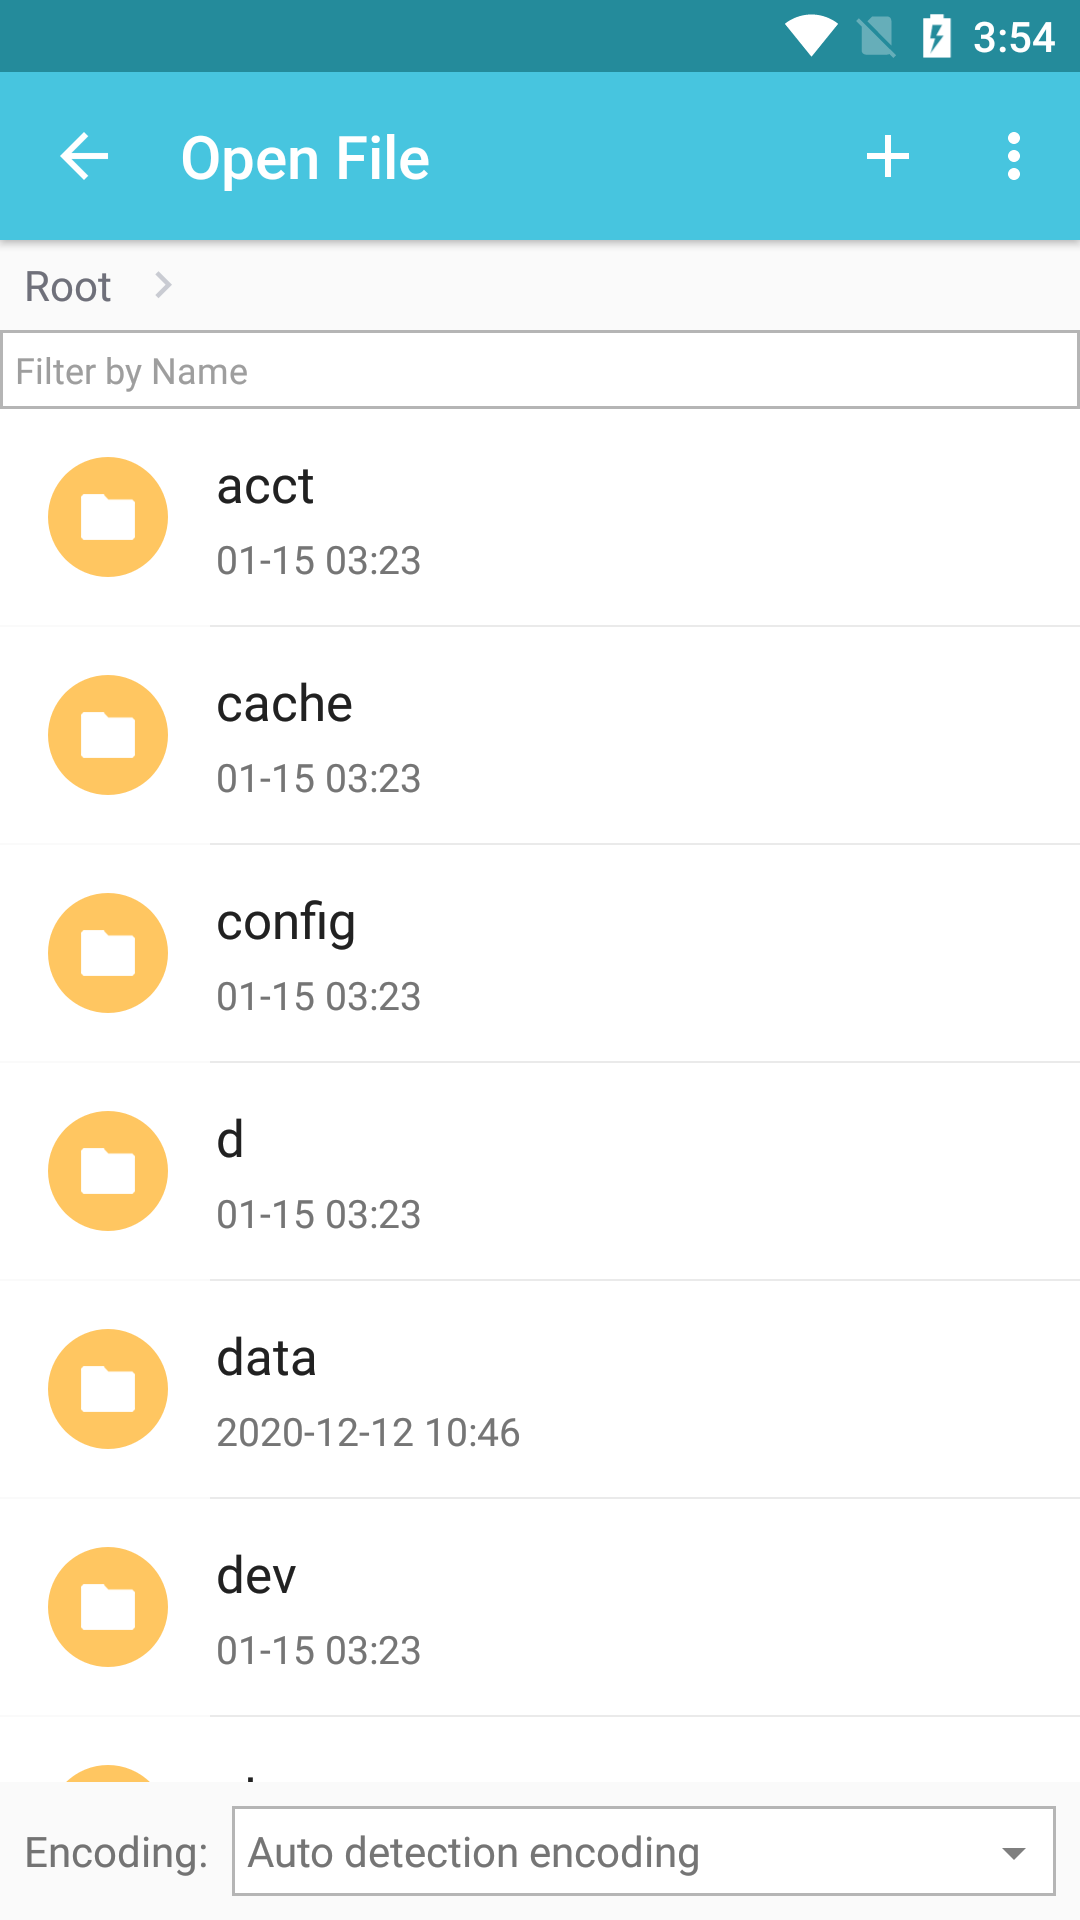 3:54
Open File
Root
Filter by Name
acct
01-15 03:23
cache
01-15 03:23
config
01-15 03:23
d
01-15 03:23
data
2020-12-12 10:46
dev
01-15 03:23
Encoding: Auto detection encoding